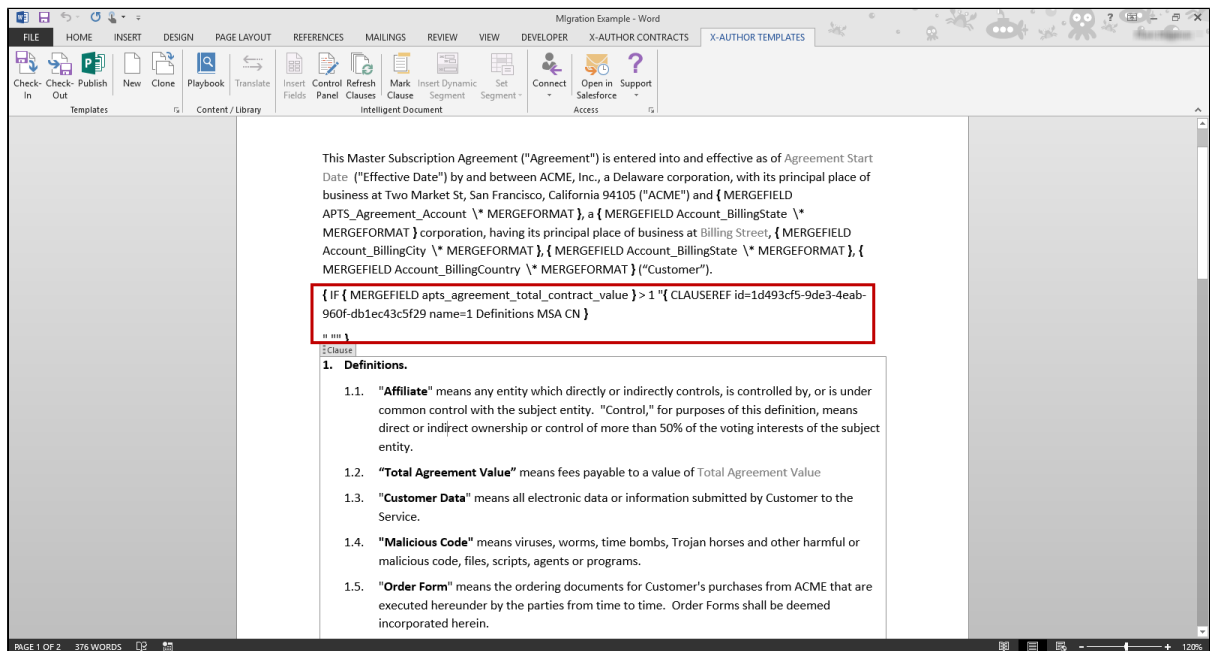 MIgration Example - Word
?
FILE HOME INSERT DESIGN PAGE LAYOUT REFERENCES MAILINGS REVIEW VIEW DEVELOPER X-AUTHOR CONTRACTS X-AUTHOR TEMPLATES
Check- Check- Publish New Clone Playbook Translate Insert Control Refresh Mark Insert Dynamic Set Connect Open in Support
In Out Fields Panel Clauses Clause Segment Segment Salesforce
Templates Content / Library Intelligent Document Access
This Master Subscription Agreement ("Agreement") is entered into and effective as of Agreement Start
Date ("Effective Date") by and between ACME, Inc., a Delaware corporation, with its principal place of
business at Two Market St, San Francisco, California 94105 ("ACME") and { MERGEFIELD
APTS_Agreement_Account \* MERGEFORMAT }, a { MERGEFIELD Account_BillingState \*
MERGEFORMAT } corporation, having its principal place of business at Billing Street, { MERGEFIELD
Account_BillingCity \* MERGEFORMAT }, { MERGEFIELD Account_BillingState \* MERGEFORMAT }, {
MERGEFIELD Account_BillingCountry \* MERGEFORMAT } (“Customer”).
{ IF { MERGEFIELD apts_agreement_total_contract_value } > 1 "{ CLAUSEREF id=1d493cf5-9de3-4eab-
960f-db1ec43c5f29 name=1 Definitions MSA CN }
" "" }
Clause
1. Definitions.
1.1. "Affiliate" means any entity which directly or indirectly controls, is controlled by, or is under
common control with the subject entity. "Control," for purposes of this definition, means
direct or indirect ownership or control of more than 50% of the voting interests of the subject
entity.
1.2. “Total Agreement Value” means fees payable to a value of Total Agreement Value
1.3. "Customer Data" means all electronic data or information submitted by Customer to the
Service.
1.4. "Malicious Code" means viruses, worms, time bombs, Trojan horses and other harmful or
malicious code, files, scripts, agents or programs.
1.5. "Order Form" means the ordering documents for Customer's purchases from ACME that are
executed hereunder by the parties from time to time. Order Forms shall be deemed
incorporated herein.
PAGE 1 OF 2 376 WORDS 120%